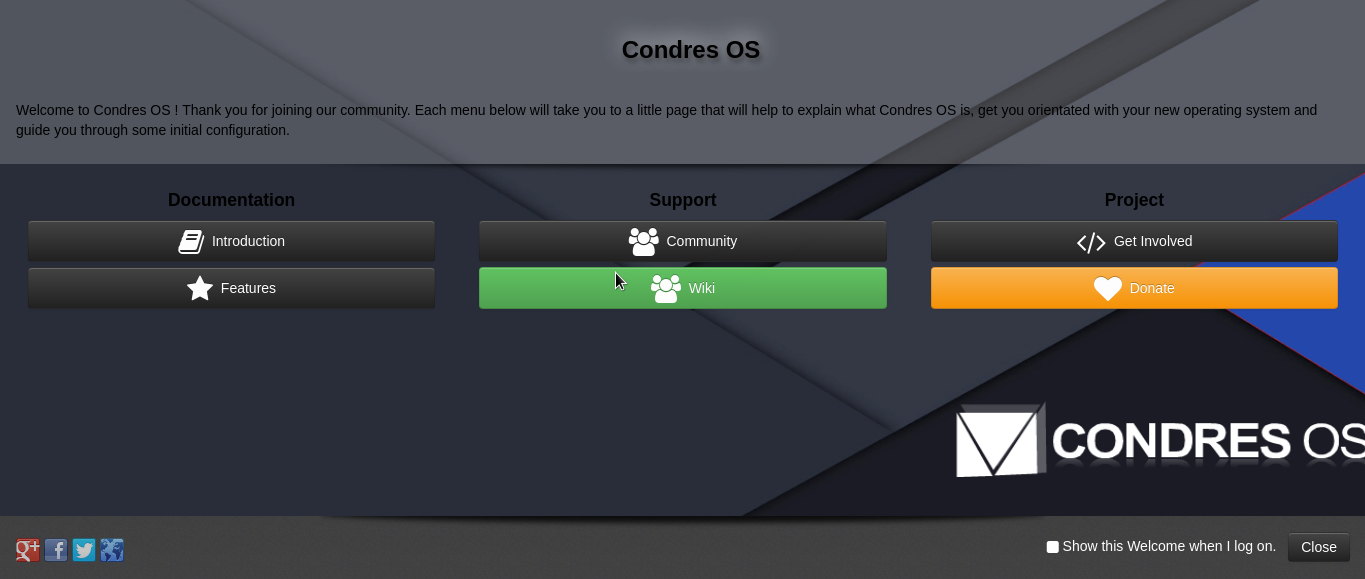 Condres OS
Welcome to Condres OS ! Thank you for joining our community. Each menu below will take you to a little page that will help to explain what Condres OS is, get you orientated with your new operating system and
guide you through some initial configuration.
Documentation
Support
Project
Introduction
Community
Get Involved
Features
Wiki
Donate
CONDRES OS
Show this Welcome when I log on.
Close